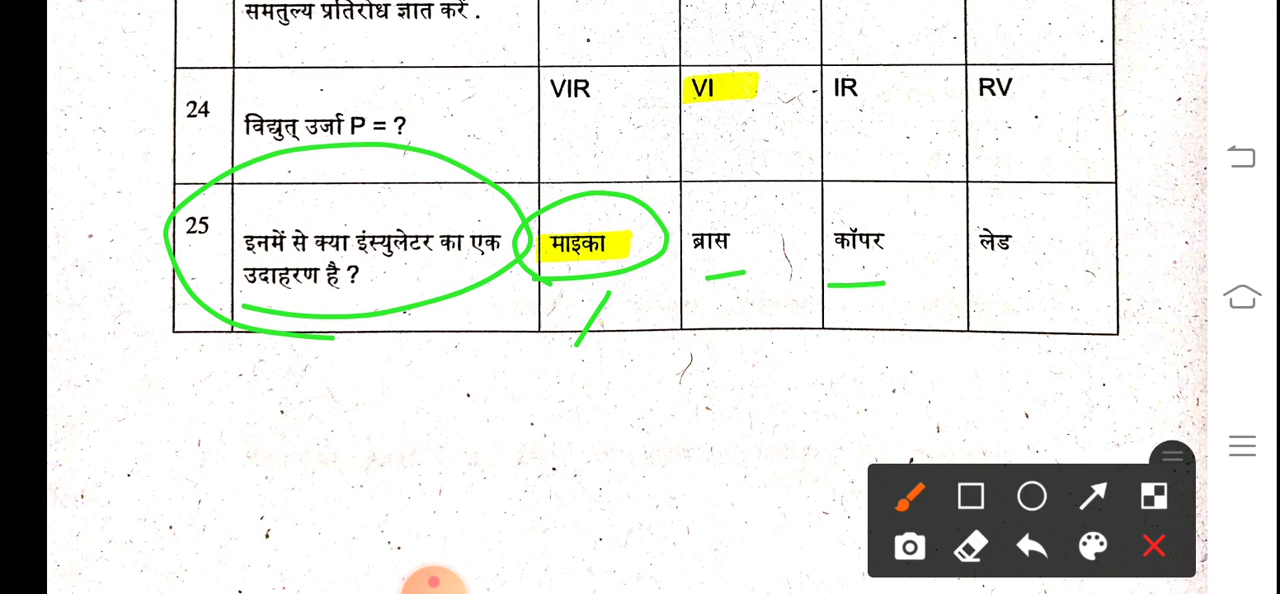 समतुल्य प्रतिरोध ज्ञात करें .
24 विद्युत् उर्जा P = ? VIR VI IR RV
25 इनमें से क्या इंस्युलेटर का एक माइका ब्रास कॉपर लेड
उदाहरण है ?